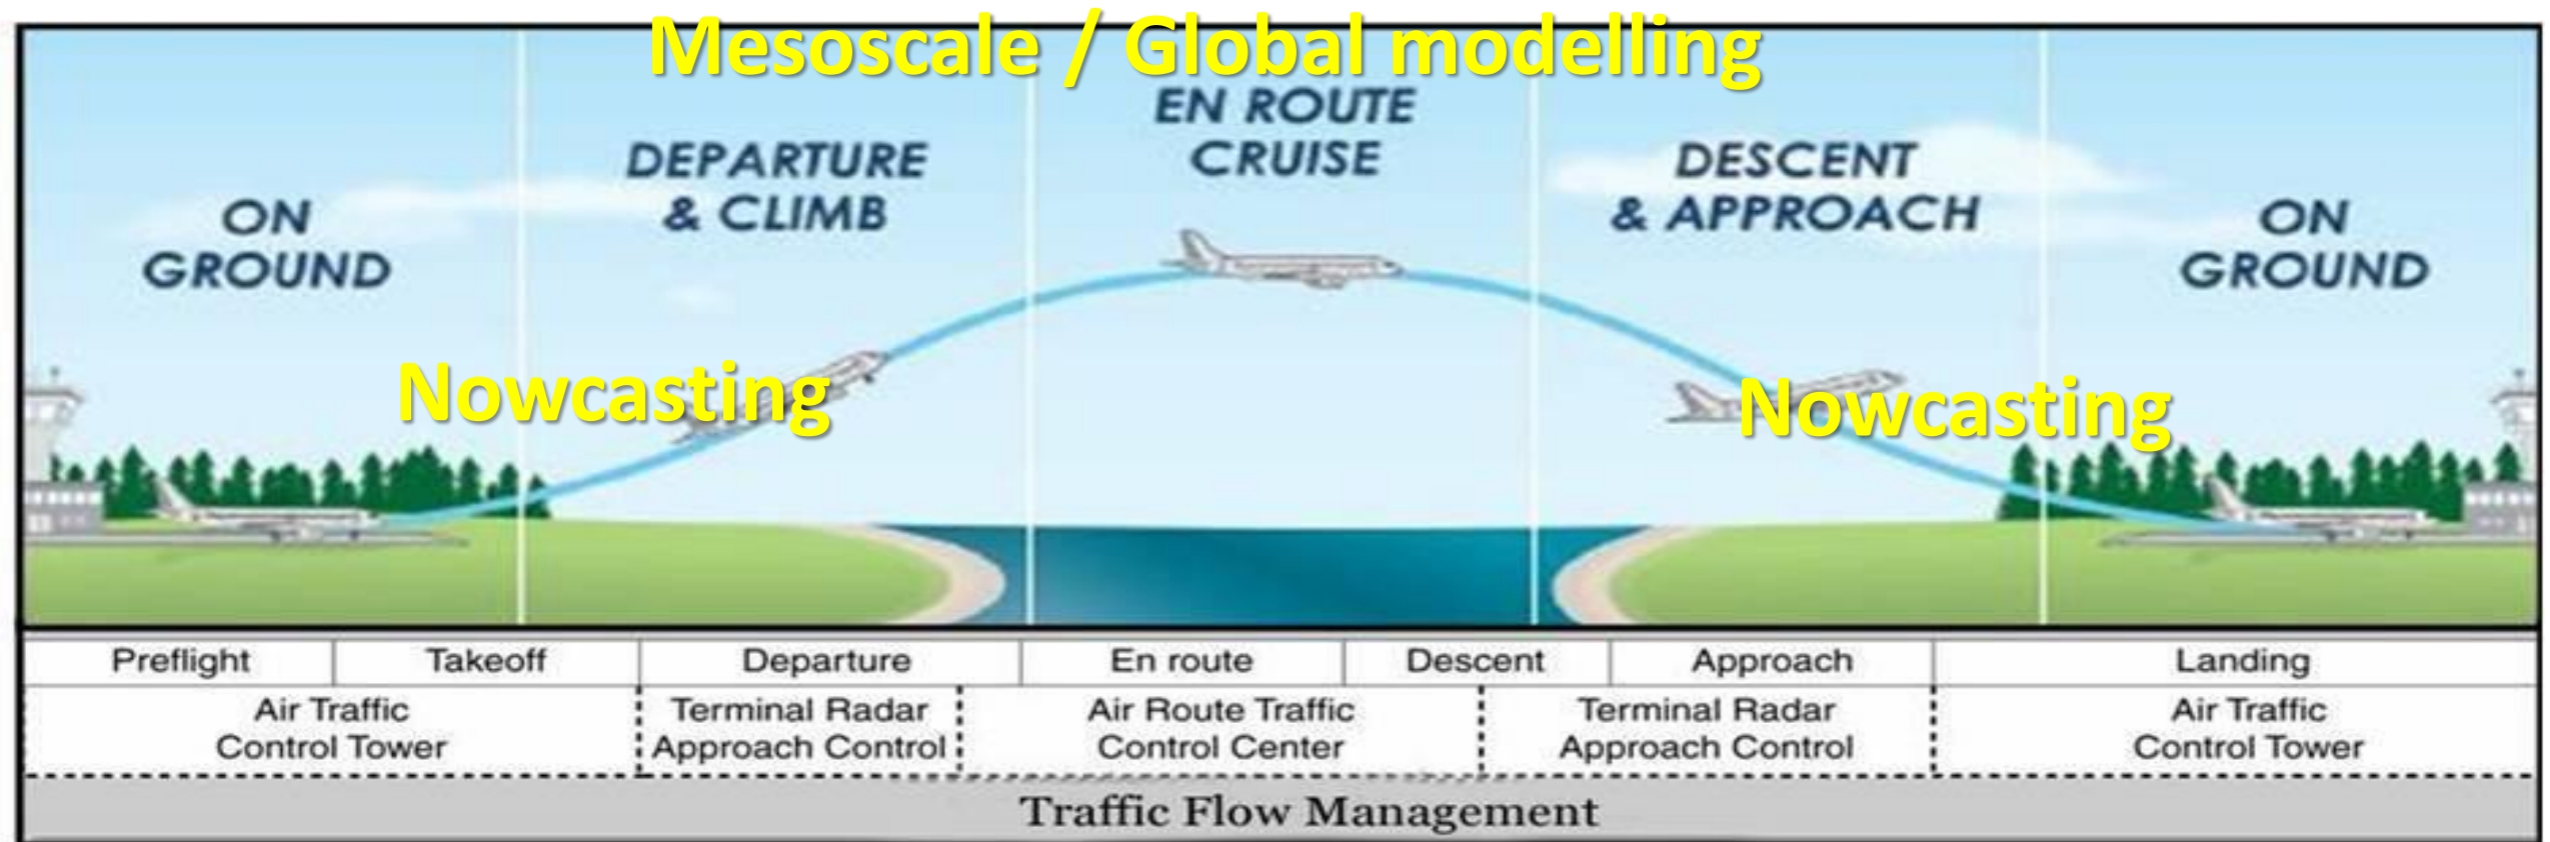 Mesoscale / Global modelling
ON
GROUND
DEPARTURE
& CLIMB
EN ROUTE
CRUISE
DESCENT
& APPROACH
ON
GROUND
Nowcasting
Nowcasting
Preflight Takeoff Departure En route Descent Approach Landing
Air Traffic
Control Tower
Terminal Radar
Approach Control
Air Route Traffic
Control Center
Terminal Radar
Approach Control
Air Traffic
Control Tower
Traffic Flow Management